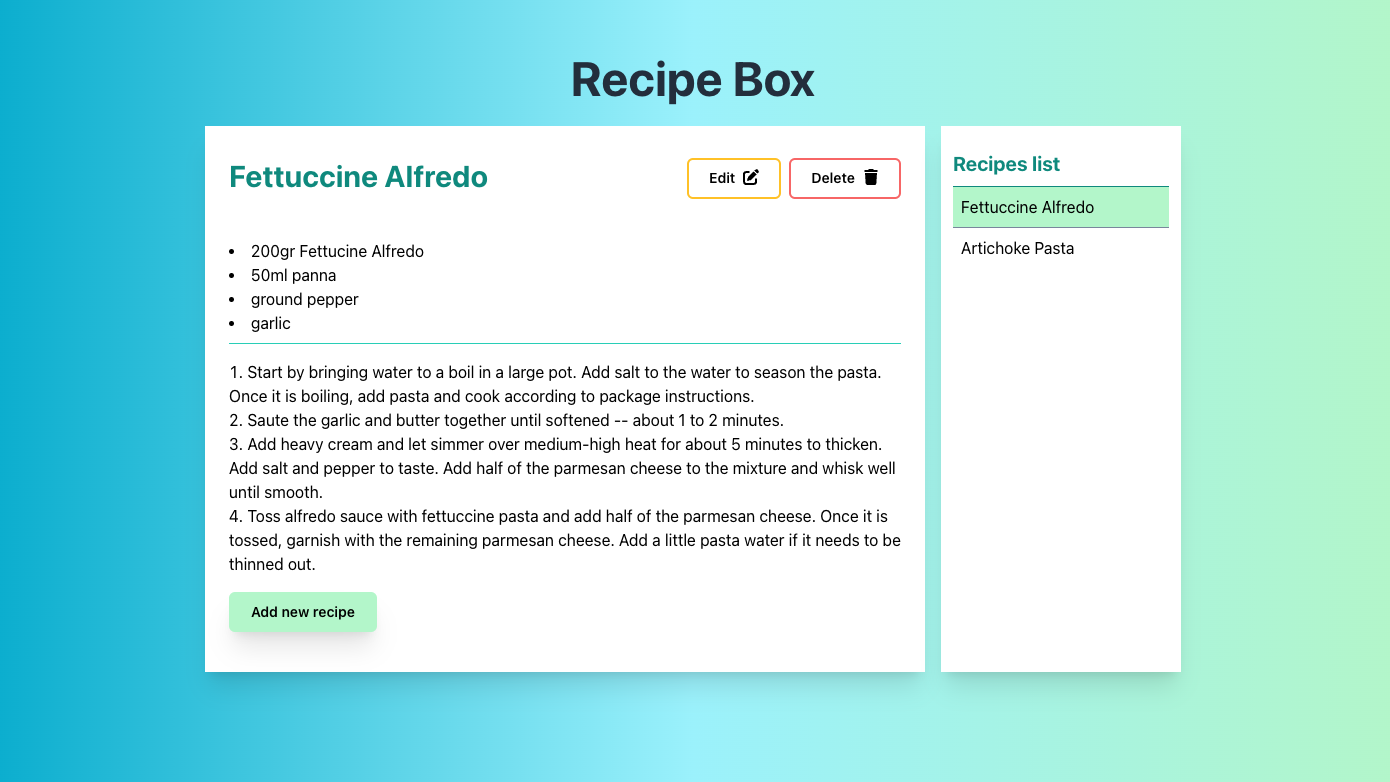 Recipe Box
Fettuccine Alfredo
Edit
Delete
• 200gr Fettucine Alfredo
• 50ml panna
• ground pepper
• garlic
1. Start by bringing water to a boil in a large pot. Add salt to the water to season the pasta.
Once it is boiling, add pasta and cook according to package instructions.
2. Saute the garlic and butter together until softened -- about 1 to 2 minutes.
3. Add heavy cream and let simmer over medium-high heat for about 5 minutes to thicken.
Add salt and pepper to taste. Add half of the parmesan cheese to the mixture and whisk well
until smooth.
4. Toss alfredo sauce with fettuccine pasta and add half of the parmesan cheese. Once it is
tossed, garnish with the remaining parmesan cheese. Add a little pasta water if it needs to be
thinned out.
Add new recipe
Recipes list
Fettuccine Alfredo
Artichoke Pasta